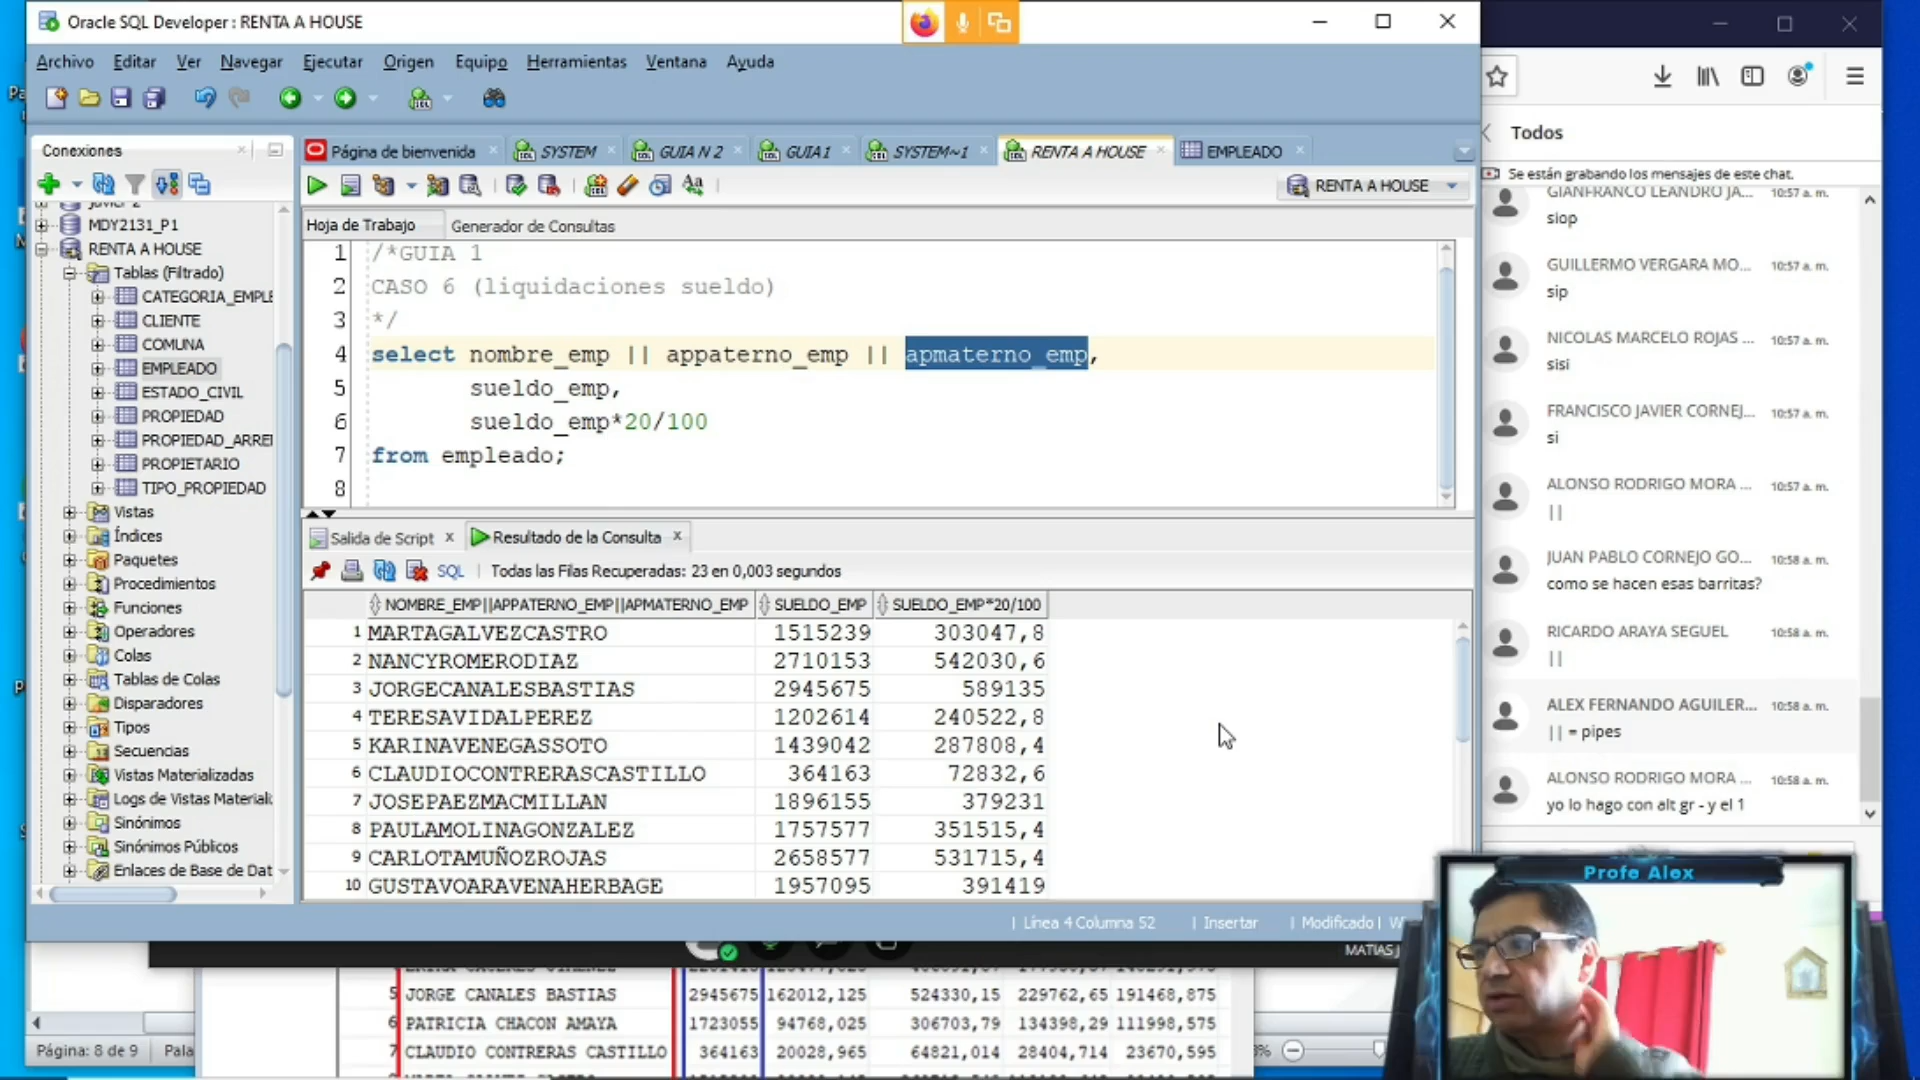 Oracle SQL Developer : RENTA A HOUSE
Archivo Editar Ver Navegar Ejecutar Origen Equipo Herramientas Ventana Ayuda
Conexiones
Página de bienvenida
SYSTEM
GUIA N 2
GUIA1
SYSTEM~1
RENTA A HOUSE
EMPLEADO
RENTA A HOUSE
Hoja de Trabajo
Generador de Consultas
MDY2131_P1
RENTA A HOUSE
Tablas (Filtrado)
CATEGORIA_EMPLE
CLIENTE
COMUNA
EMPLEADO
ESTADO_CIVIL
PROPIEDAD
PROPIEDAD_ARREI
PROPIETARIO
TIPO_PROPIEDAD
Vistas
Índices
Paquetes
Procedimientos
Funciones
Operadores
Colas
Tablas de Colas
Disparadores
Tipos
Secuencias
Vistas Materializadas
Logs de Vistas Materiali
Sinónimos
Sinónimos Públicos
Enlaces de Base de Dat
1 /*GUIA 1
2 CASO 6 (liquidaciones sueldo)
3 */
4 select nombre_emp || appaterno_emp || apmaterno_emp,
5 sueldo_emp,
6 sueldo_emp*20/100
7 from empleado;
8
Salida de Script x
Resultado de la Consulta x
SQL | Todas las Filas Recuperadas: 23 en 0,003 segundos
NOMBRE_EMP||APPATERNO_EMP||APMATERNO_EMP SUELDO_EMP SUELDO_EMP*20/100
1 MARTAGALVEZCASTRO 1515239 303047,8
2 NANCYROMERODIAZ 2710153 542030,6
3 JORGECANALESBASTIAS 2945675 589135
4 TERESAVIDALPEREZ 1202614 240522,8
5 KARINAVENEGASSOTO 1439042 287808,4
6 CLAUDIOCONTRERASCASTILLO 364163 72832,6
7 JOSEPAEZMACMILLAN 1896155 379231
8 PAULAMOLINAGONZALEZ 1757577 351515,4
9 CARLOTAMUÑOZROJAS 2658577 531715,4
10 GUSTAVOARAVENAHERBAGE 1957095 391419
| Línea 4 Columna 52 | Insertar | Modificado |
MATIAS
5 JORGE CANALES BASTIAS 2945675 162012,125 524330,15 229762,65 191468,875
6 PATRICIA CHACON AMAYA 1723055 94768,025 306703,79 134398,29 111998,575
7 CLAUDIO CONTRERAS CASTILLO 364163 20028,965 64821,014 28404,714 23670,595
Página: 8 de 9
Pala
Todos
Se están grabando los mensajes de este chat.
GIANFRANCO LEANDRO JA... 10:57 a. m.
siop
GUILLERMO VERGARA MO... 10:57 a. m.
sip
NICOLAS MARCELO ROJAS ... 10:57 a. m.
sisi
FRANCISCO JAVIER CORNEJ... 10:57 a. m.
si
ALONSO RODRIGO MORA ... 10:57 a. m.
||
JUAN PABLO CORNEJO GO... 10:58 a. m.
como se hacen esas barritas?
RICARDO ARAYA SEGUEL 10:58 a. m.
||
ALEX FERNANDO AGUILER... 10:58 a. m.
|| = pipes
ALONSO RODRIGO MORA ... 10:58 a. m.
yo lo hago con alt gr - y el 1
Profe Alex